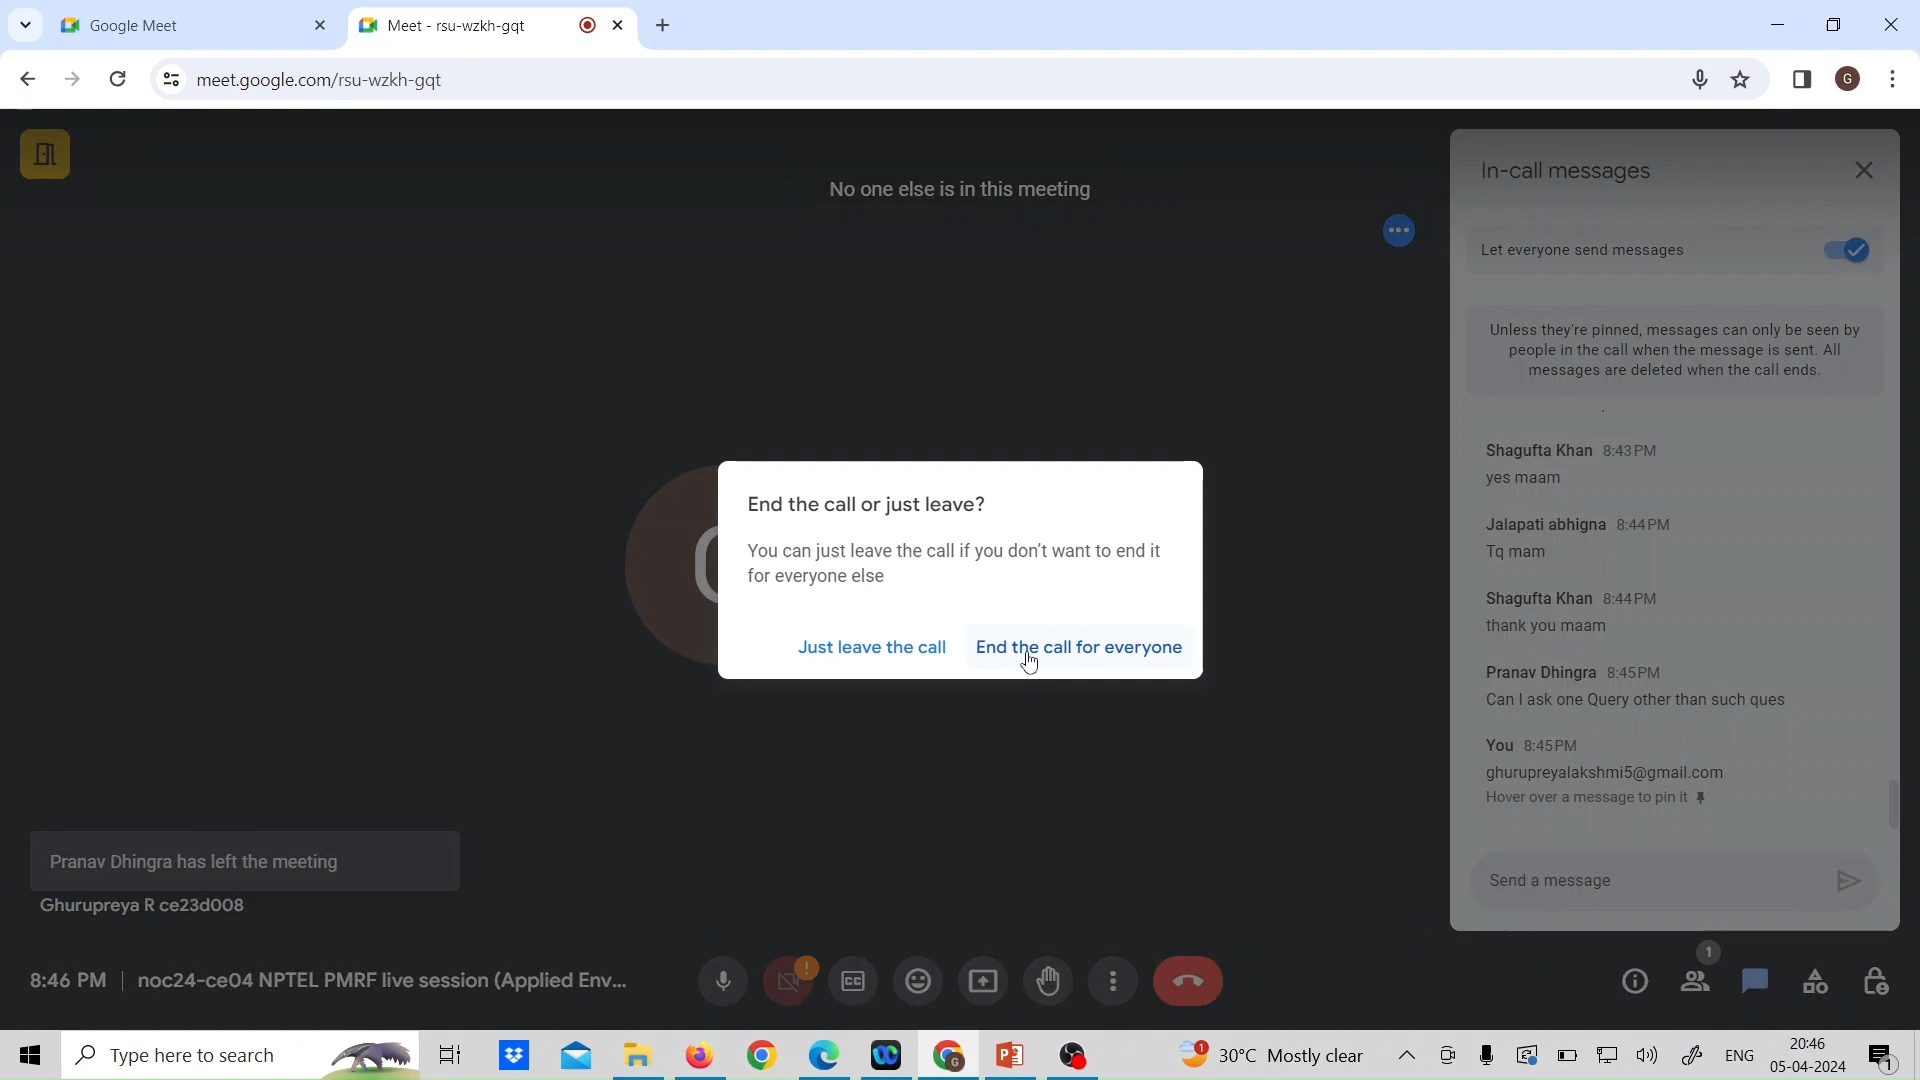 Google Meet
Meet - rsu-wzkh-gqt
meet.google.com/rsu-wzkh-gqt
G
No one else is in this meeting
In-call messages
Let everyone send messages
Unless they're pinned, messages can only be seen by
people in the call when the message is sent. All
messages are deleted when the call ends.
Shagufta Khan 8:43 PM
yes maam
Jalapati abhigna 8:44 PM
Tq mam
Shagufta Khan 8:44 PM
thank you maam
Pranav Dhingra 8:45 PM
Can I ask one Query other than such ques
You 8:45 PM
ghurupreyalakshmi5@gmail.com
Hover over a message to pin it
Send a message
End the call or just leave?
You can just leave the call if you don't want to end it
for everyone else
Just leave the call
End the call for everyone
Pranav Dhingra has left the meeting
Ghurupreya R ce23d008
8:46 PM | noc24-ce04 NPTEL PMRF live session (Applied Env...
1
Type here to search
30°C Mostly clear
ENG
20:46
05-04-2024
1